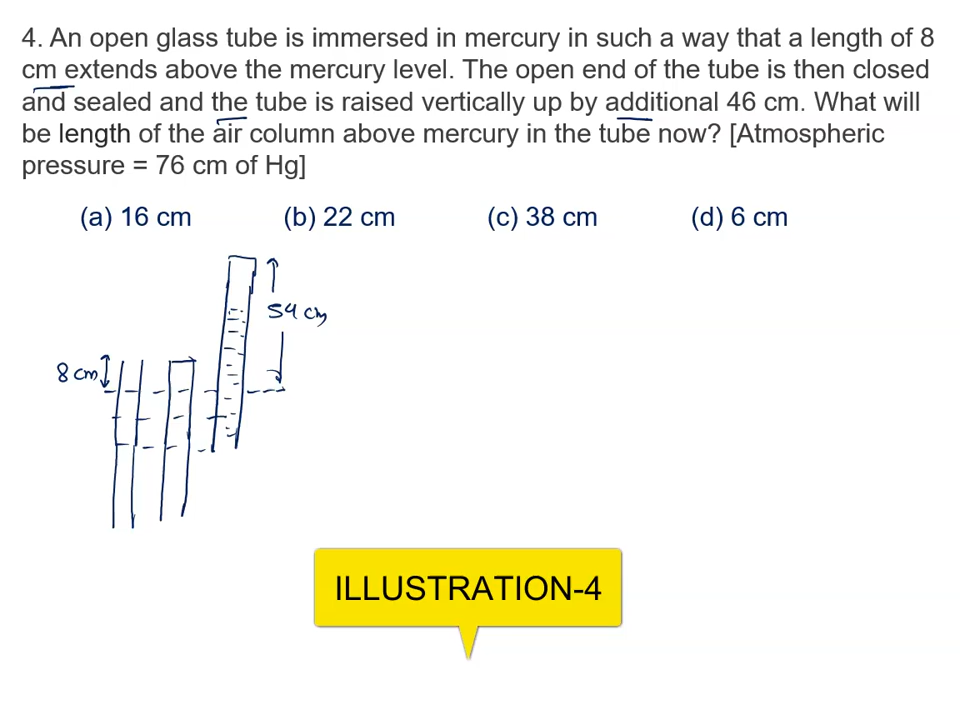 4. An open glass tube is immersed in mercury in such a way that a length of 8
cm extends above the mercury level. The open end of the tube is then closed
and sealed and the tube is raised vertically up by additional 46 cm. What will
be length of the air column above mercury in the tube now? [Atmospheric
pressure = 76 cm of Hg]
(a) 16 cm (b) 22 cm (c) 38 cm (d) 6 cm
54 cm
8 cm
ILLUSTRATION-4